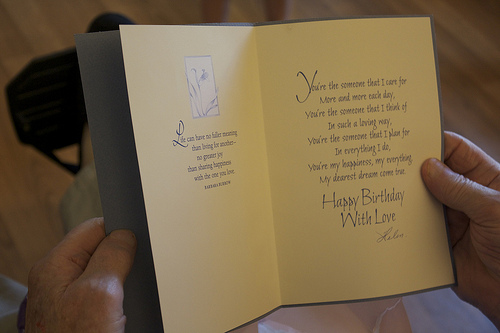 Life can have no fuller meaning
than living for another–
no greater joy
than sharing happiness
with the one you love.
BARBARA BURROW
You're the someone that I care for
More and more each day,
You're the someone that I think of
In such a loving way,
You're the someone that I plan for
In everything I do,
You're my happiness, my everything,
My dearest dream come true.
Happy Birthday
With Love
Helen